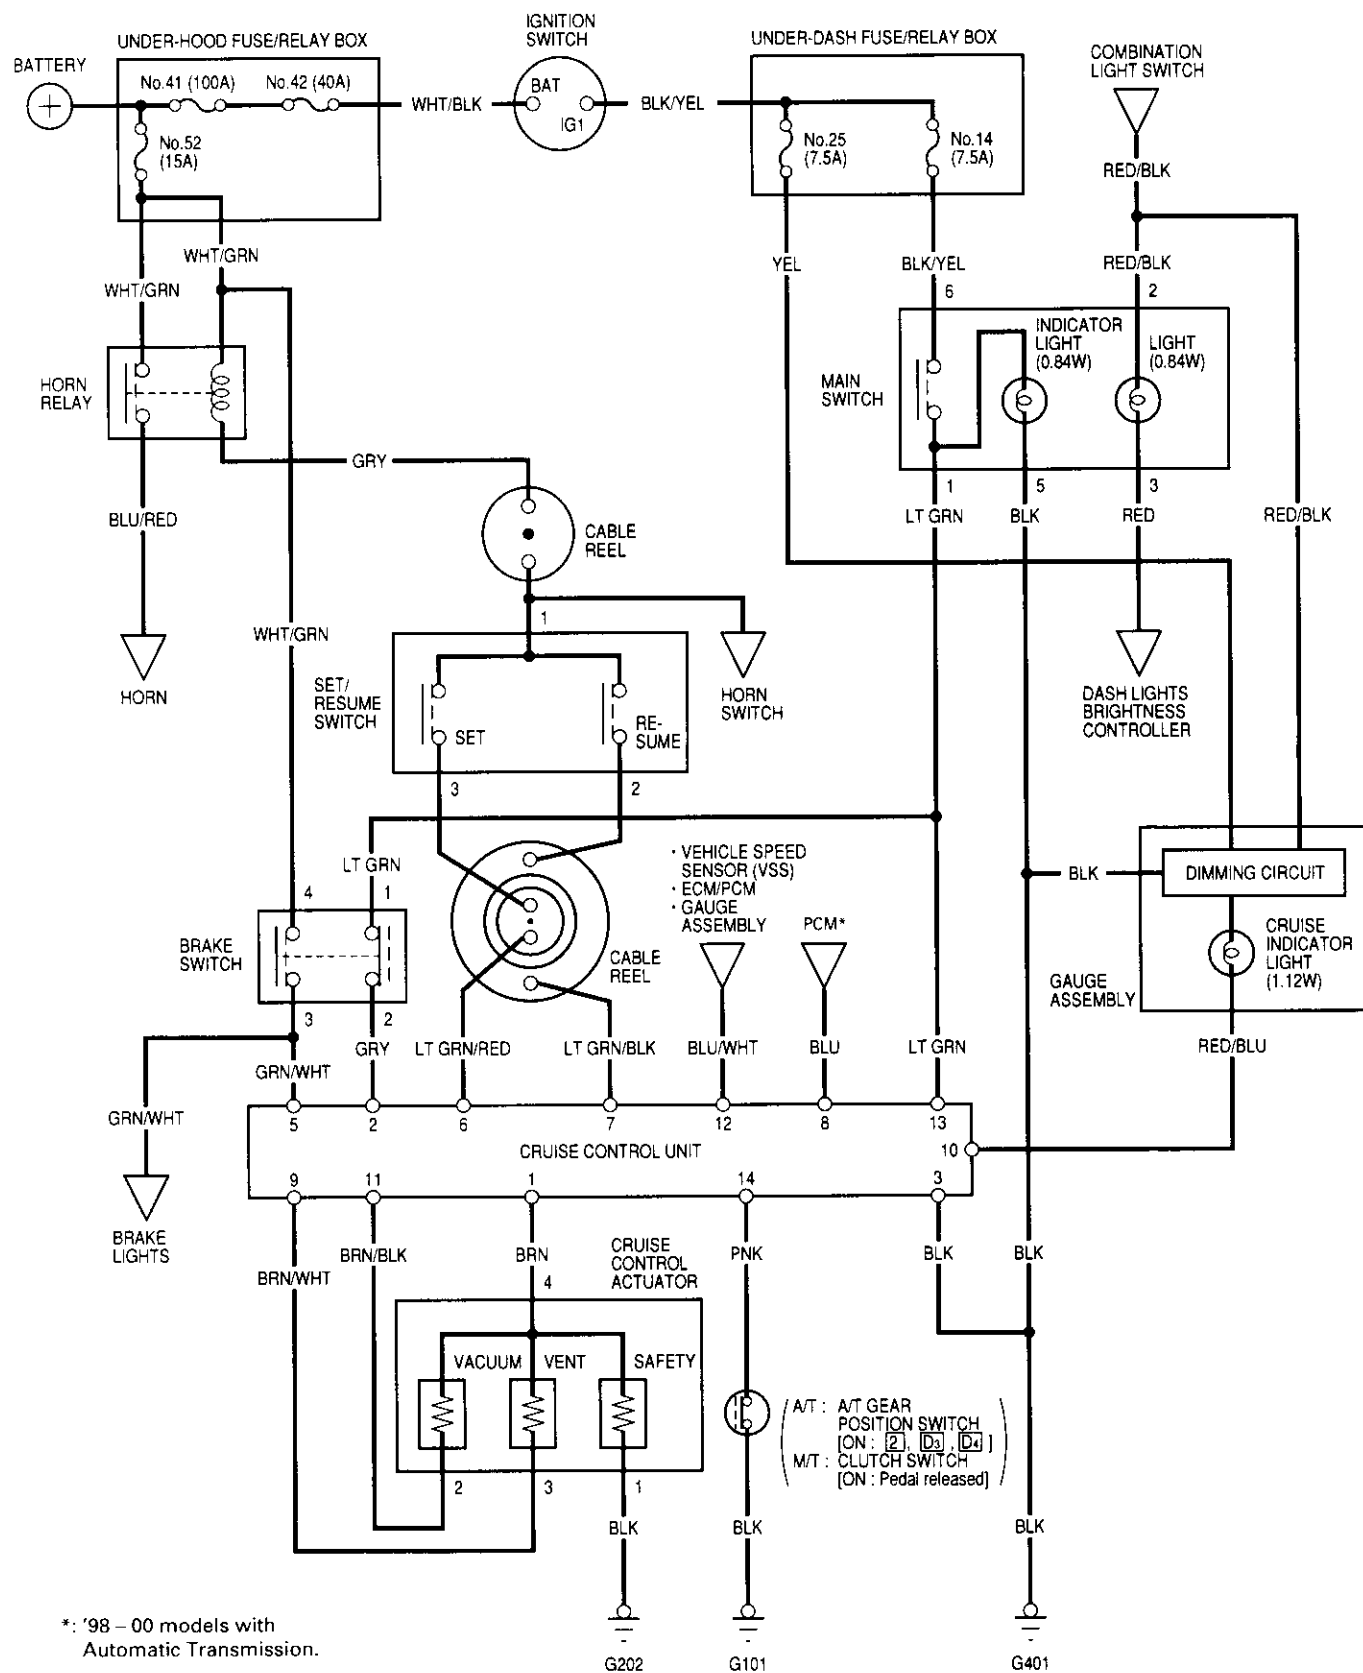 IGNITION
SWITCH
UNDER-HOOD FUSE/RELAY BOX
UNDER-DASH FUSE/RELAY BOX
COMBINATION
LIGHT SWITCH
BATTERY
No.41 (100A)
No.42 (40A)
WHT/BLK
BAT
IG1
BLK/YEL
No.52
(15A)
No.25
(7.5A)
No.14
(7.5A)
RED/BLK
WHT/GRN
WHT/GRN
YEL
BLK/YEL
RED/BLK
6
2
HORN
RELAY
MAIN
SWITCH
INDICATOR
LIGHT
(0.84W)
LIGHT
(0.84W)
GRY
1
5
3
BLU/RED
LT GRN
BLK
RED
RED/BLK
CABLE
REEL
1
WHT/GRN
HORN
SET/
RESUME
SWITCH
SET
RE-
SUME
HORN
SWITCH
DASH LIGHTS
BRIGHTNESS
CONTROLLER
3
2
LT GRN
4
1
• VEHICLE SPEED
SENSOR (VSS)
• ECM/PCM
• GAUGE
ASSEMBLY
PCM*
BLK
DIMMING CIRCUIT
BRAKE
SWITCH
CABLE
REEL
CRUISE
INDICATOR
LIGHT
(1.12W)
GAUGE
ASSEMBLY
3
2
GRN/WHT
GRY
LT GRN/RED
LT GRN/BLK
BLU/WHT
BLU
LT GRN
RED/BLU
GRN/WHT
5
2
6
7
12
8
13
CRUISE CONTROL UNIT
10
9
11
1
14
3
BRAKE
LIGHTS
BRN/WHT
BRN/BLK
BRN
4
CRUISE
CONTROL
ACTUATOR
PNK
BLK
BLK
VACUUM
VENT
SAFETY
A/T : A/T GEAR
POSITION SWITCH
[ON : 2, D3, D4 ]
M/T : CLUTCH SWITCH
[ON : Pedal released]
2
3
1
BLK
BLK
BLK
*: '98 – 00 models with
Automatic Transmission.
G202
G101
G401